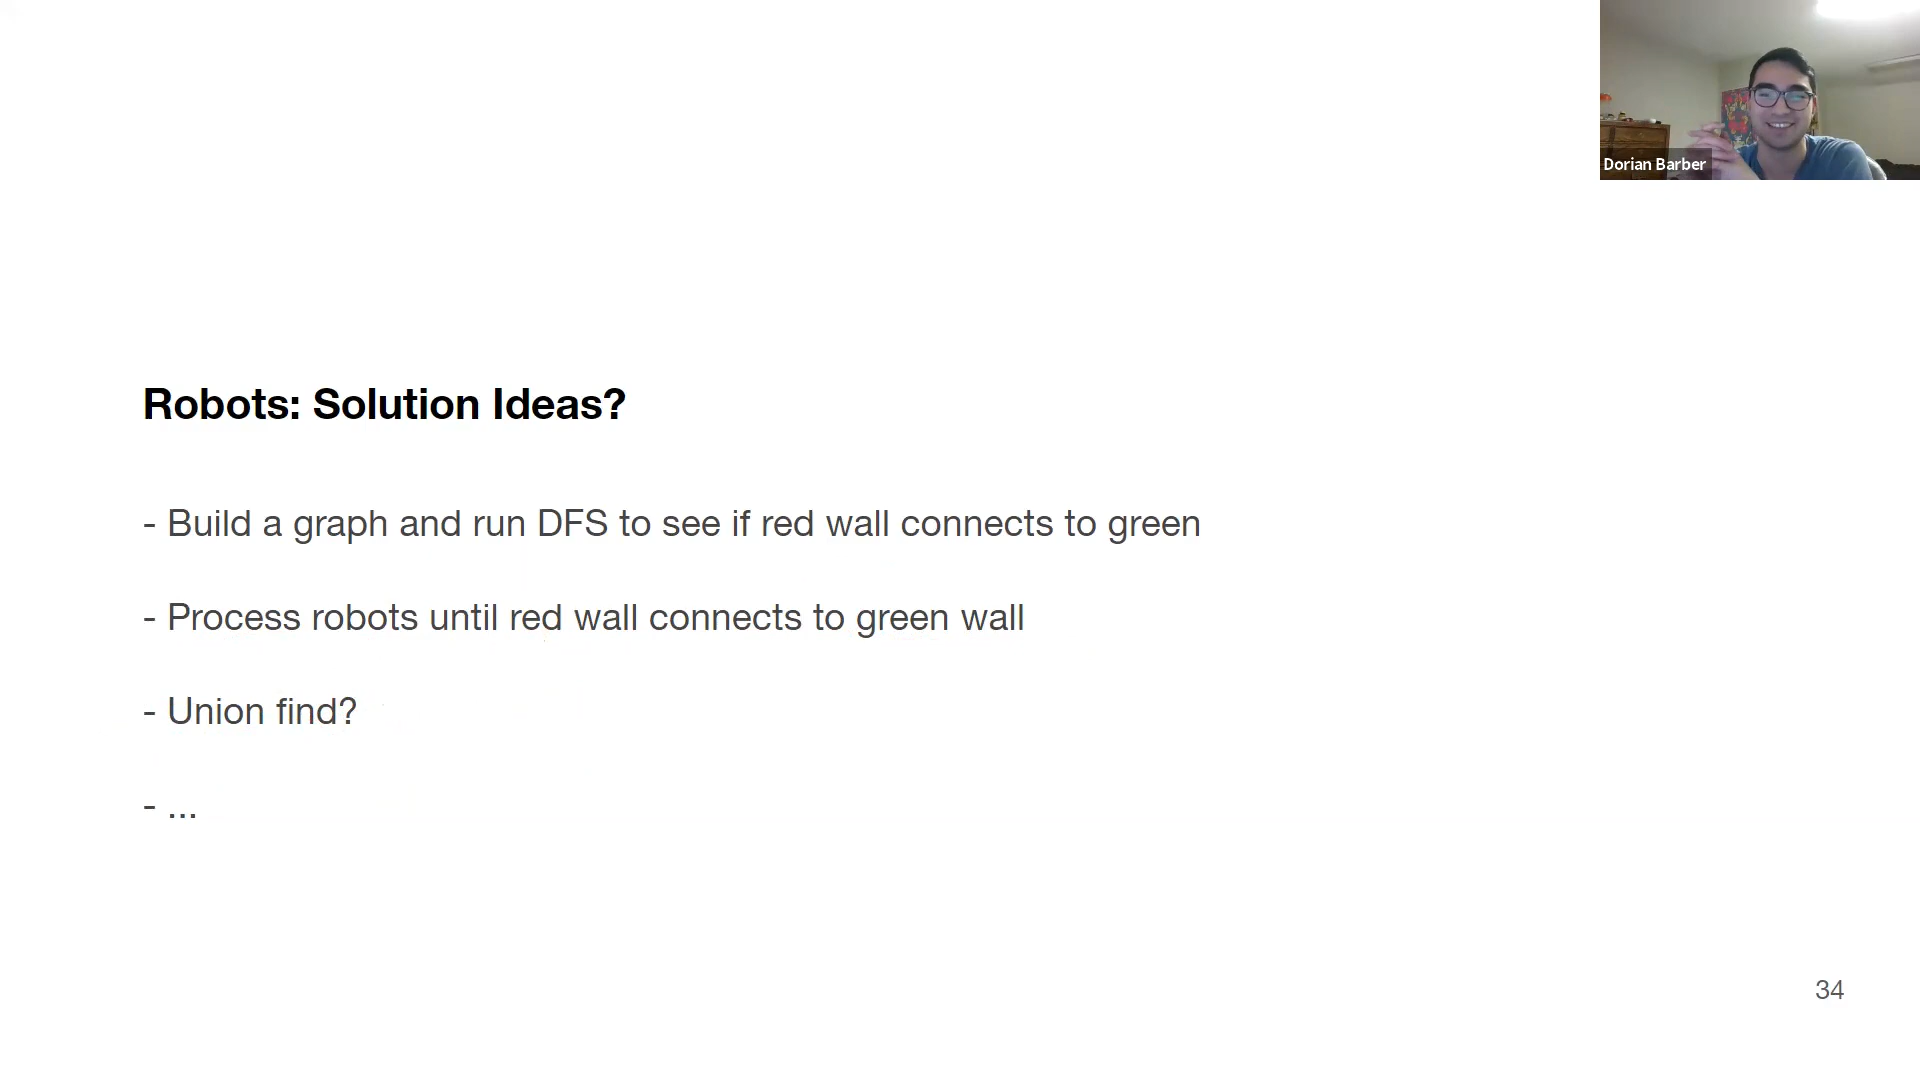 Dorian Barber
Robots: Solution Ideas?
- Build a graph and run DFS to see if red wall connects to green
- Process robots until red wall connects to green wall
- Union find?
- ...
34